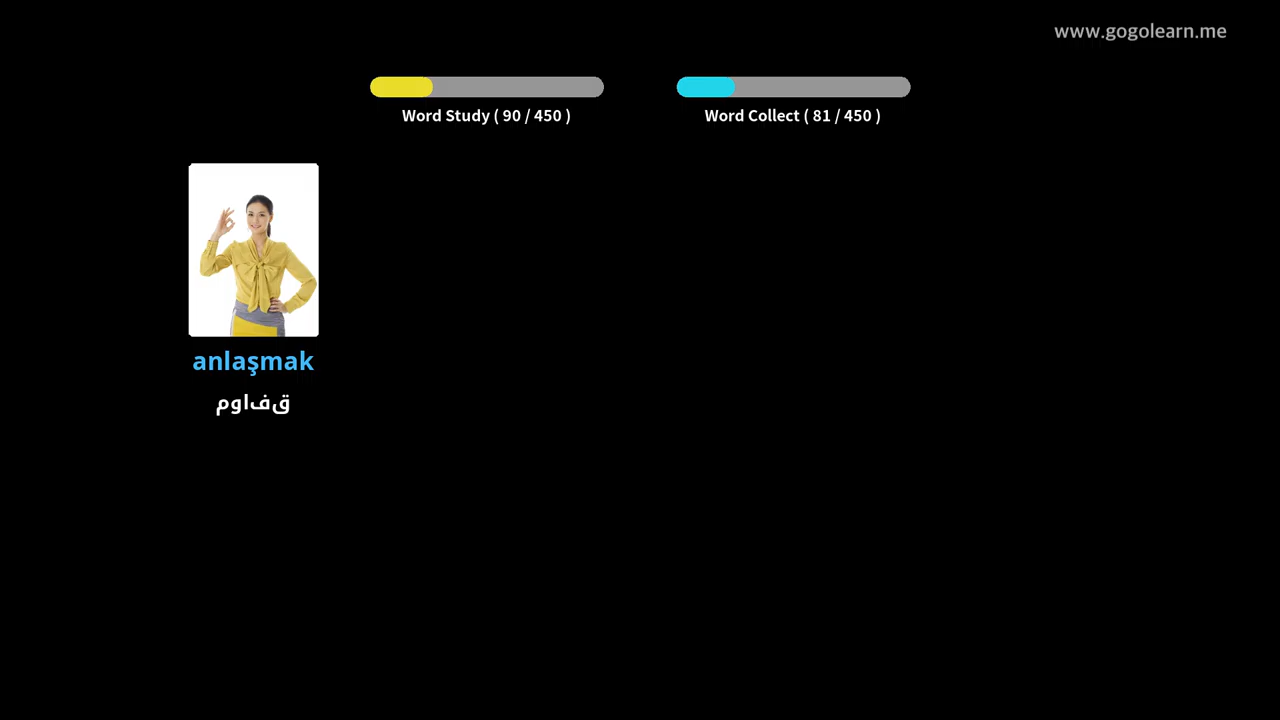 www.gogolearn.me
Word Study ( 90 / 450 )
Word Collect ( 81 / 450 )
anlaşmak
قفاوم